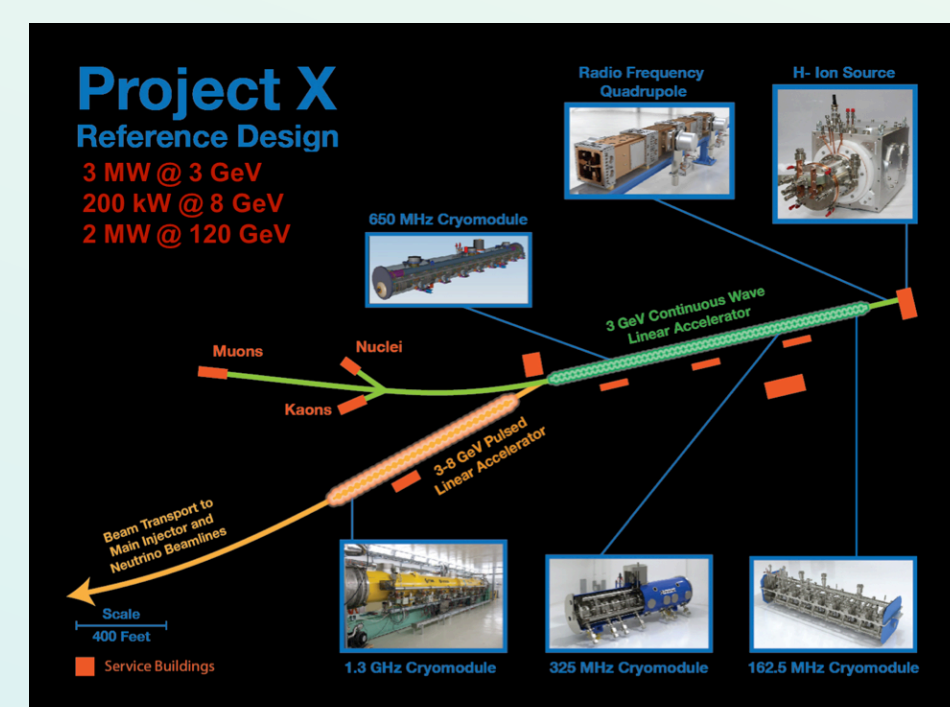 Project X
Reference Design
3 MW @ 3 GeV
200 kW @ 8 GeV
2 MW @ 120 GeV
Radio Frequency
Quadrupole
H- Ion Source
650 MHz Cryomodule
3 GeV Continuous Wave
Linear Accelerator
Muons
Nuclei
Kaons
3-8 GeV Pulsed
Linear Accelerator
Beam Transport to
Main Injector and
Neutrino Beamlines
Scale
400 Feet
Service Buildings
1.3 GHz Cryomodule
325 MHz Cryomodule
162.5 MHz Cryomodule